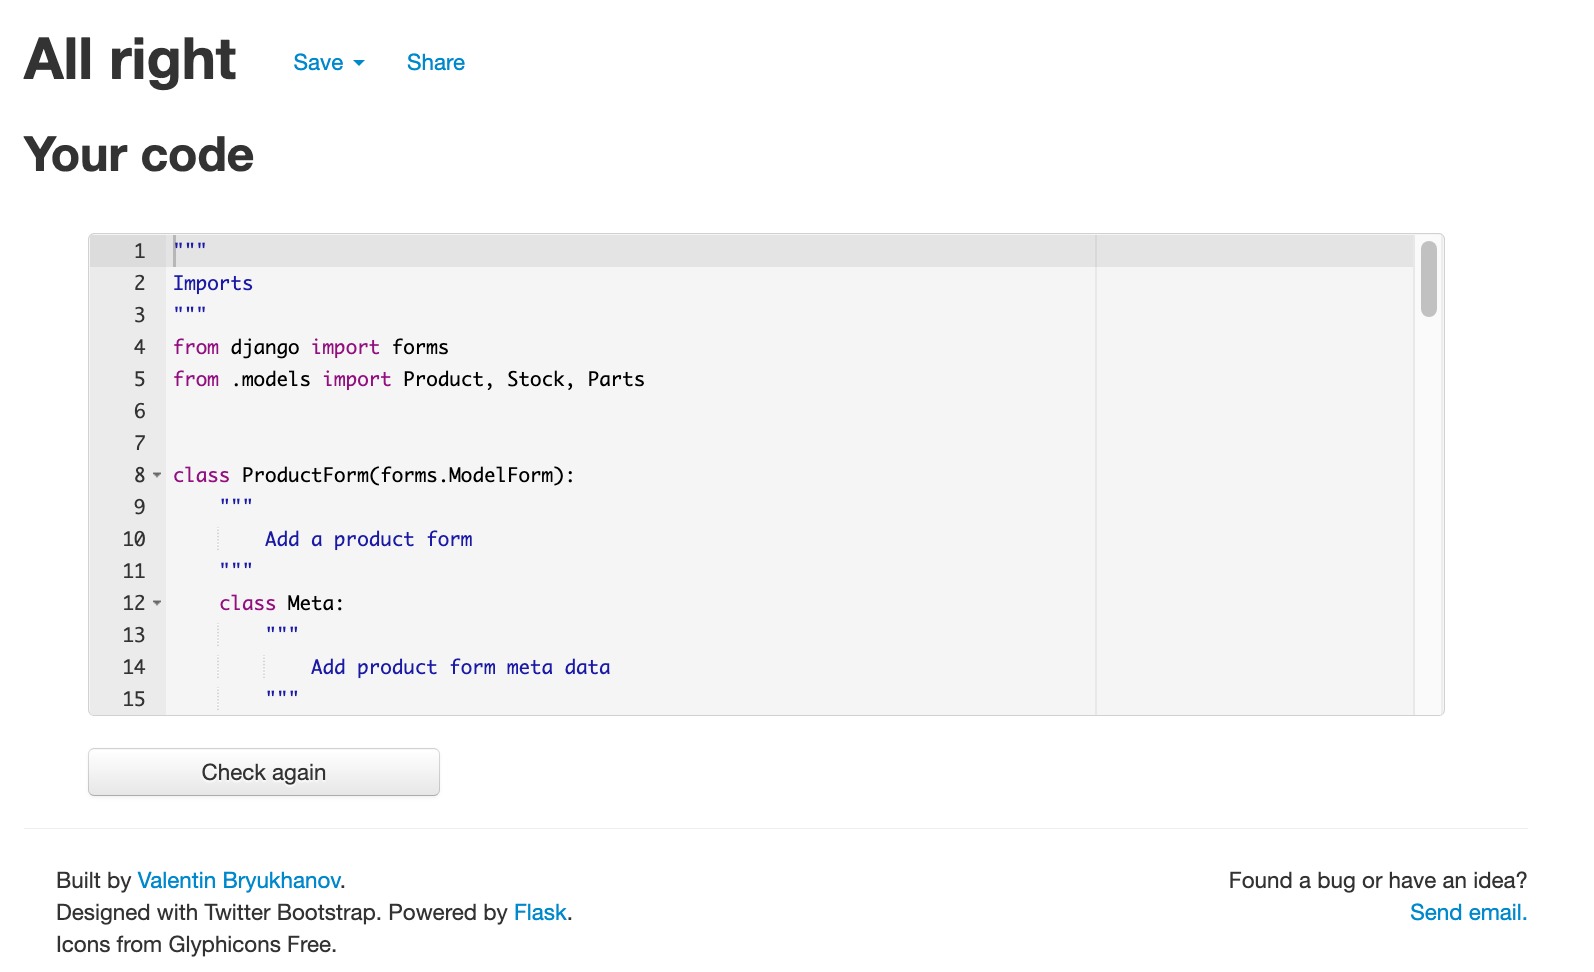 All right Save Share
Your code
1 """
2 Imports
3 """
4 from django import forms
5 from .models import Product, Stock, Parts
6
7
8 class ProductForm(forms.ModelForm):
9 """
10 Add a product form
11 """
12 class Meta:
13 """
14 Add product form meta data
15 """
Check again
Built by Valentin Bryukhanov.
Designed with Twitter Bootstrap. Powered by Flask.
Icons from Glyphicons Free.
Found a bug or have an idea?
Send email.